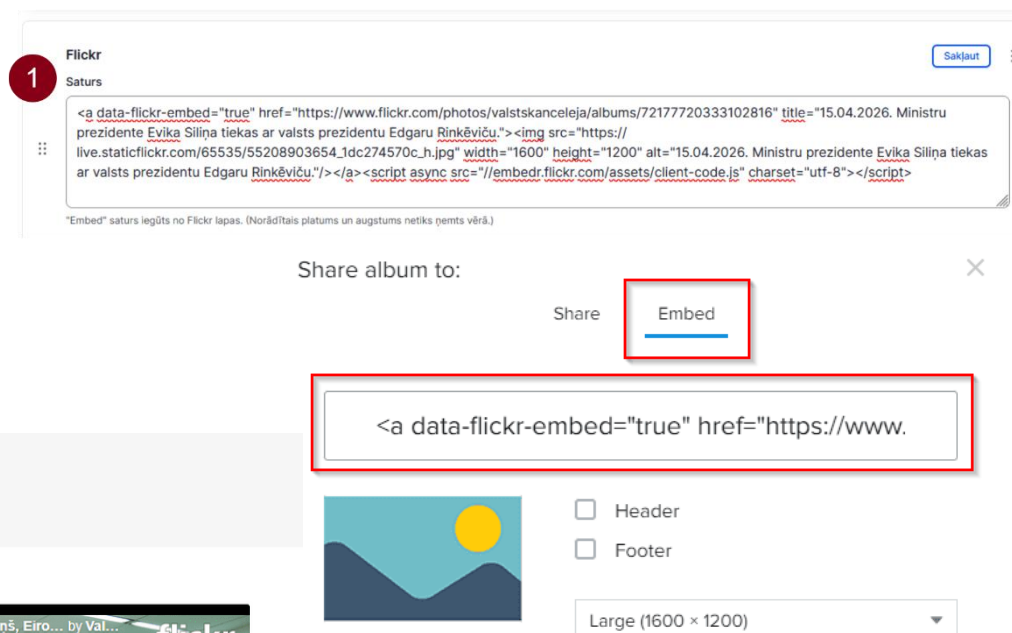 Flickr
Sakļaut
1
Saturs
<a data-flickr-embed="true" href="https://www.flickr.com/photos/valstskanceleja/albums/72177720333102816" title="15.04.2026. Ministru
prezidente Evika Siliņa tiekas ar valsts prezidentu Edgaru Rinkēviču."><img src="https://
live.staticflickr.com/65535/55208903654_1dc274570c_h.jpg" width="1600" height="1200" alt="15.04.2026. Ministru prezidente Evika Siliņa tiekas
ar valsts prezidentu Edgaru Rinkēviču."/></a><script async src="//embedr.flickr.com/assets/client-code.js" charset="utf-8"></script>
"Embed" saturs iegūts no Flickr lapas. (Norādītais platums un augstums netiks ņemts vērā.)
Share album to:
Share
Embed
<a data-flickr-embed="true" href="https://www.
Header
Footer
Large (1600 × 1200)
ņš, Eiro... by Val...
flickr